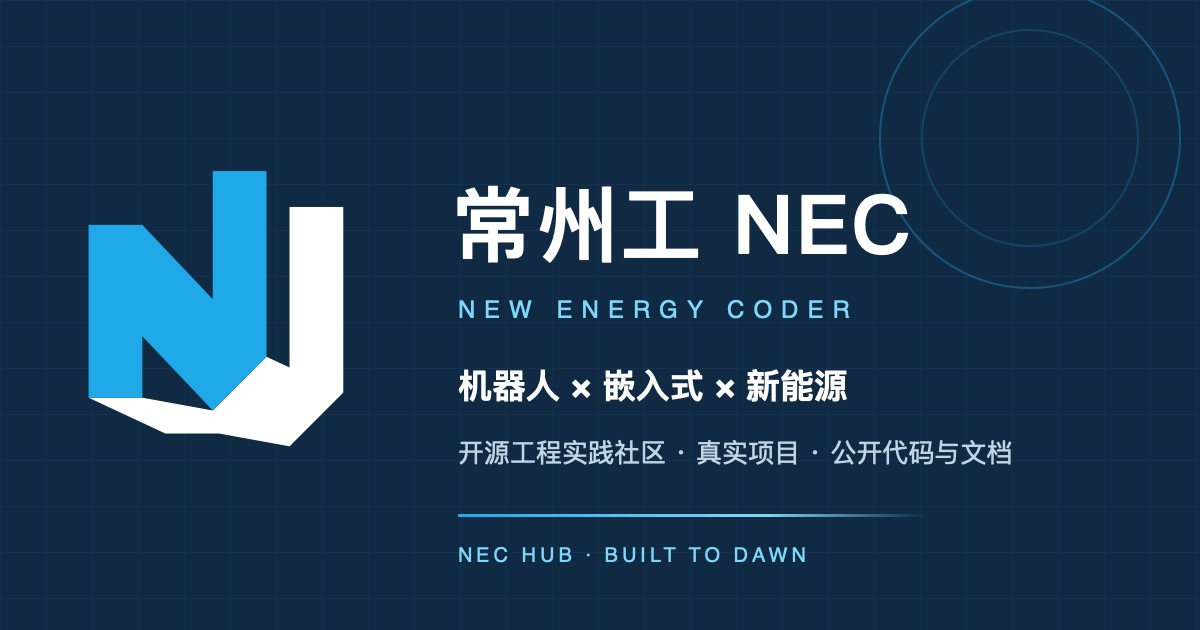 常州工 NEC
NEW ENERGY CODER
机器人 × 嵌入式 × 新能源
开源工程实践社区 · 真实项目 · 公开代码与文档
NEC HUB · BUILT TO DAWN